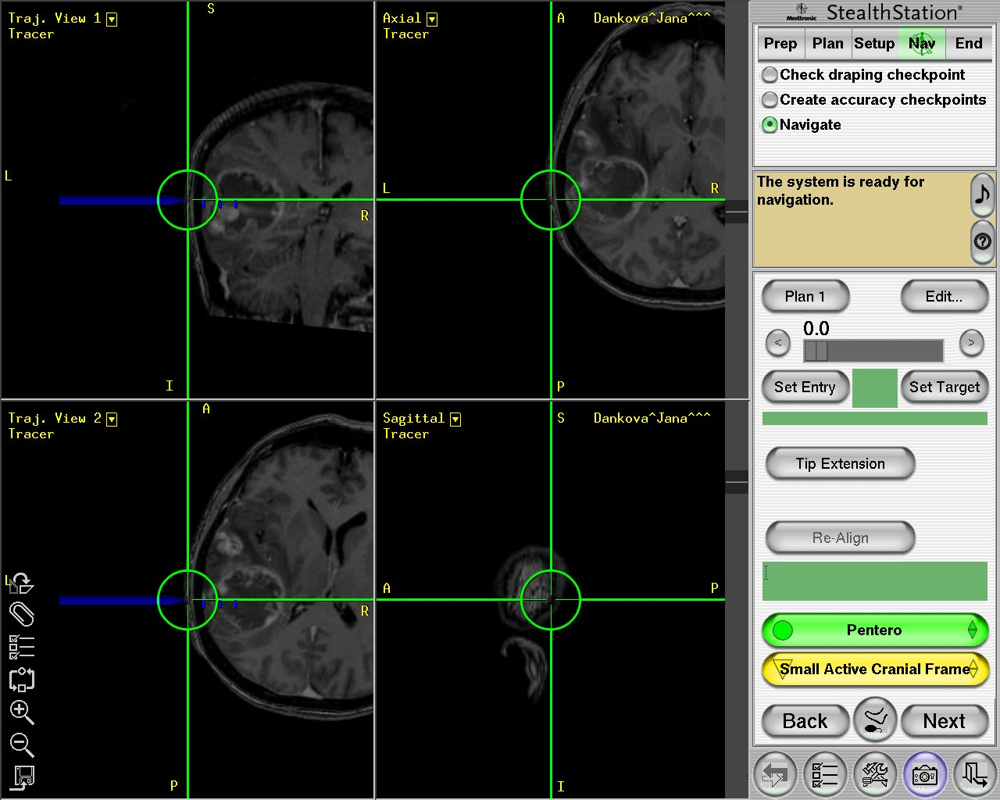 Traj. View 1
Tracer
S
L
R
I
Axial
Tracer
A
Dankova^Jana^^^
L
R
P
Traj. View 2
Tracer
A
L
R
P
Sagittal
Tracer
S
Dankova^Jana^^^
A
P
I
Medtronic
StealthStation®
Prep
Plan
Setup
Nav
End
Check draping checkpoint
Create accuracy checkpoints
Navigate
The system is ready for
navigation.
?
Plan 1
Edit...
0.0
<
>
Set Entry
Set Target
Tip Extension
Re-Align
Pentero
Small Active Cranial Frame
Back
Next